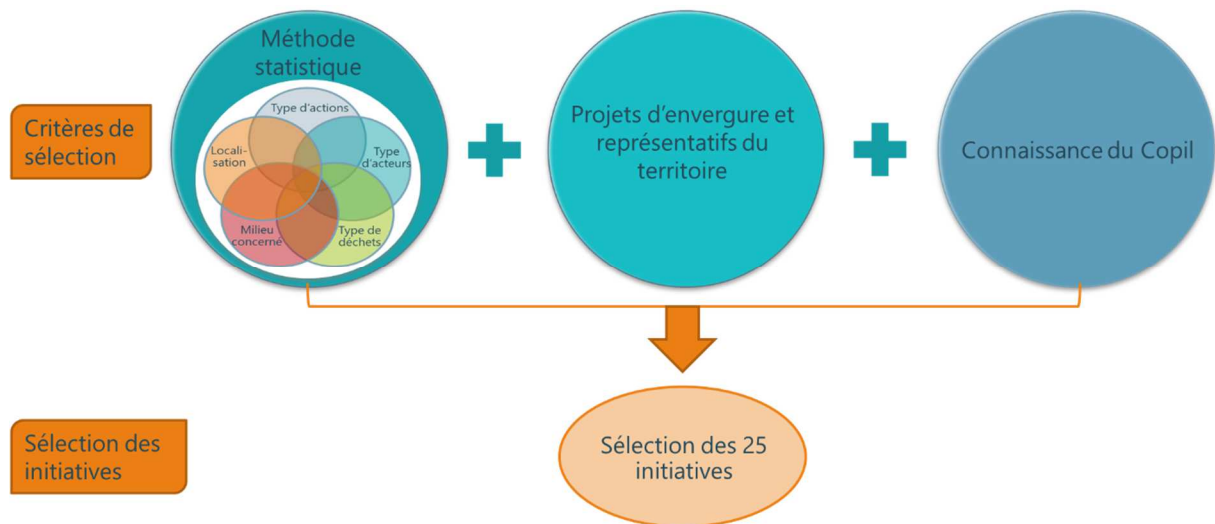 Critères de
sélection
Méthode
statistique
Type d'actions
Locali-
sation
Type
d'acteurs
Milieu
concerné
Type de
déchets
Projets d'envergure et
représentatifs du
territoire
Connaissance du Copil
Sélection des
initiatives
Sélection des 25
initiatives